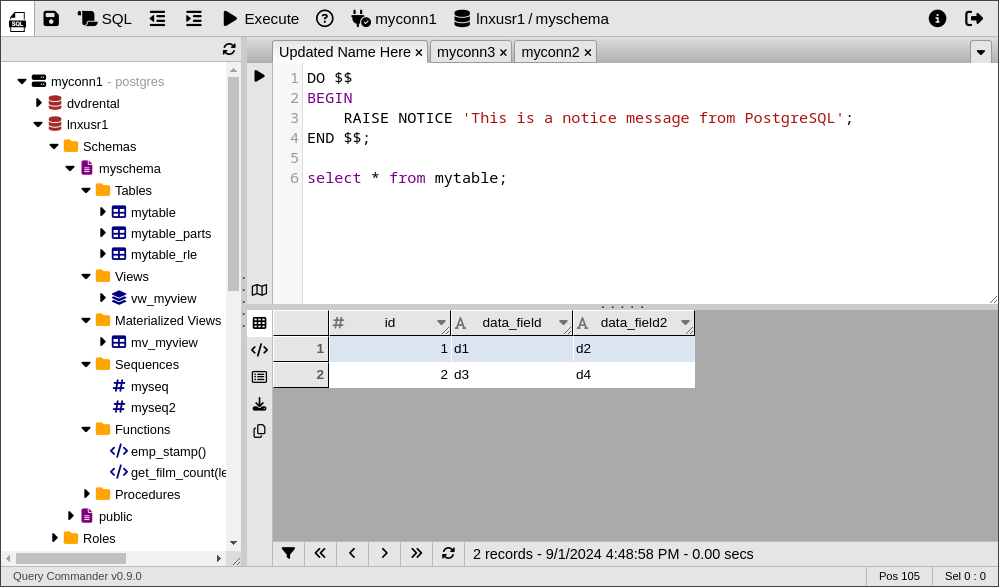 SQL
SQL
Execute
myconn1
lnxusr1 / myschema
Updated Name Here ×
myconn3 ×
myconn2 ×
myconn1 - postgres
dvdrental
lnxusr1
Schemas
myschema
Tables
mytable
mytable_parts
mytable_rle
Views
vw_myview
Materialized Views
mv_myview
Sequences
myseq
myseq2
Functions
emp_stamp()
get_film_count(le
Procedures
public
Roles
1 DO $$
2 BEGIN
3 RAISE NOTICE 'This is a notice message from PostgreSQL';
4 END $$;
5
6 select * from mytable;
# id A data_field A data_field2
1 1 d1 d2
2 2 d3 d4
2 records - 9/1/2024 4:48:58 PM - 0.00 secs
Query Commander v0.9.0
Pos 105
Sel 0 : 0